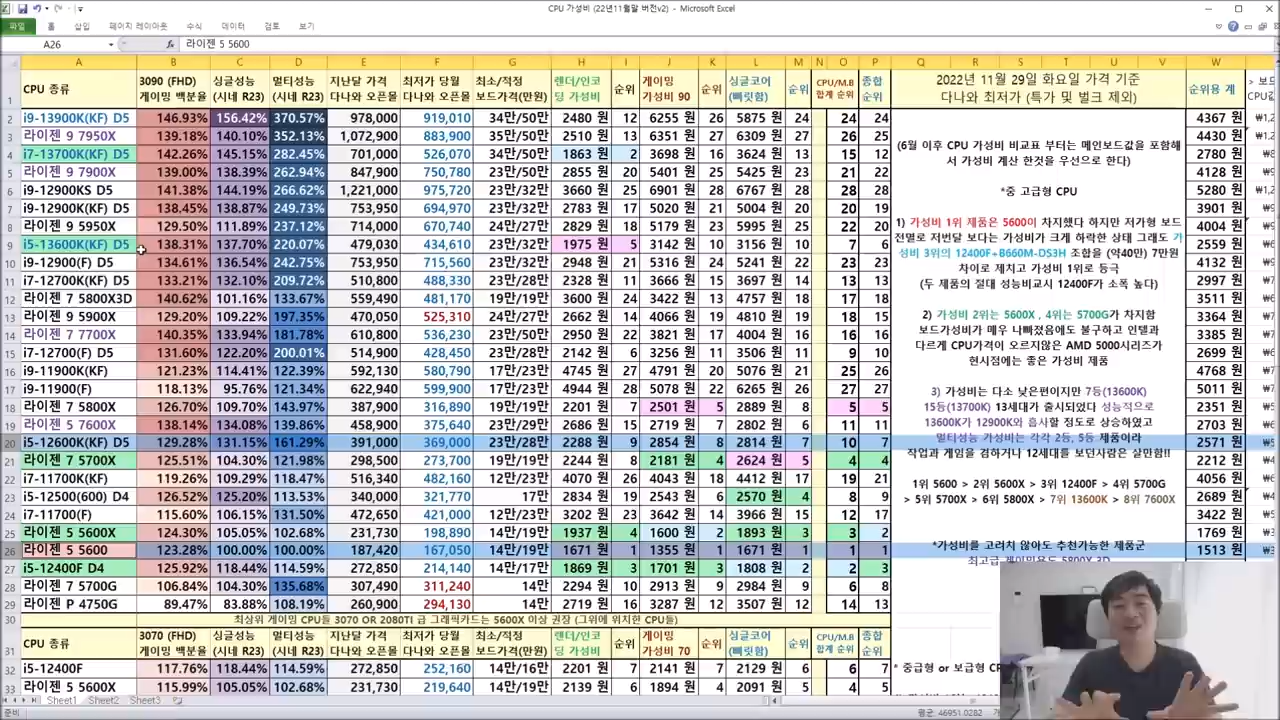 CPU 가성비 (22년11월말 버전v2) - Microsoft Excel
파일 홈 삽입 페이지 레이아웃 수식 데이터 검토 보기
A26 fx 라이젠 5 5600
A B C D E F G H I J K L M N O P Q R S T U V W
1 CPU 종류 3090 (FHD) 게이밍 백분율 싱글성능 (시네 R23) 멀티성능 (시네 R23) 지난달 가격 다나와 오픈몰 최저가 당월 다나와 오픈몰 최소/적정 보드가격(만원) 렌더/인코딩 가성비 순위 게이밍 가성비 90 순위 싱글코어 (빠릿함) 순위 CPU/M.B 합계 순위 종합 순위 2022년 11월 29일 화요일 가격 기준 다나와 최저가 (특가 및 벌크 제외) 순위용 계
2 i9-13900K(KF) D5 146.93% 156.42% 370.57% 978,000 919,010 34만/50만 2480 원 12 6255 원 26 5875 원 24 24 24 4367 원
3 라이젠 9 7950X 139.18% 140.10% 352.13% 1,072,900 883,900 35만/50만 2510 원 13 6351 원 27 6309 원 26 25 4430 원
4 i7-13700K(KF) D5 142.26% 145.15% 282.45% 701,000 526,070 34만/50만 1863 원 2 3698 원 16 3624 원 13 15 12 2780 원
5 라이젠 9 7900X 139.00% 138.39% 262.94% 847,900 750,780 35만/50만 2855 원 20 5401 원 25 5425 원 23 21 22 4128 원
6 i9-12900KS D5 141.38% 144.19% 266.62% 1,221,000 975,720 23만/32만 3660 원 25 6901 원 28 6767 원 28 28 5280 원
7 i9-12900K(KF) D5 138.45% 138.87% 249.73% 753,950 694,970 23만/32만 2783 원 17 5020 원 21 5004 원 20 19 3901 원
8 라이젠 9 5950X 129.50% 111.89% 237.12% 714,000 670,740 24만/27만 2829 원 18 5179 원 23 5995 원 25 22 20 4004 원
9 i5-13600K(KF) D5 138.31% 137.70% 220.07% 479,030 434,610 23만/32만 1975 원 5 3142 원 10 3156 원 10 7 6 2559 원
10 i9-12900(F) D5 134.61% 136.54% 242.75% 753,560 715,560 23만/28만 2948 원 21 5316 원 24 5241 원 22 23 23 4132 원
11 i7-12700K(F) D5 133.21% 132.10% 209.72% 510,800 488,330 23만/28만 2328 원 11 3666 원 15 3697 원 14 13 13 2997 원
12 라이젠 7 5800X3D 140.62% 101.16% 133.67% 559,490 481,170 19만/19만 3600 원 24 3422 원 13 4758 원 17 17 18 3511 원
13 라이젠 9 5900X 129.20% 109.22% 197.35% 470,050 525,310 24만/27만 2662 원 14 4066 원 19 4810 원 19 18 15 3364 원
14 라이젠 7 7700X 140.35% 133.94% 181.78% 610,800 536,230 23만/50만 2950 원 22 3821 원 17 4004 원 16 16 16 3385 원
15 i7-12700(F) D5 131.60% 122.20% 200.01% 514,900 428,450 23만/28만 2142 원 6 3256 원 11 3506 원 11 9 10 2699 원
16 i9-11900K(KF) 121.23% 114.41% 122.39% 592,130 580,790 17만/23만 4745 원 27 4791 원 20 5076 원 21 25 26 4768 원
17 i9-11900(F) 118.13% 95.76% 121.34% 622,940 599,900 17만/23만 4944 원 28 5078 원 22 6265 원 26 27 27 5011 원
18 라이젠 7 5800X 126.70% 109.70% 143.97% 387,900 316,890 19만/19만 2201 원 7 2501 원 5 2889 원 8 5 5 2351 원
19 라이젠 5 7600X 138.14% 134.08% 139.86% 458,900 375,640 23만/50만 2686 원 15 2719 원 7 2802 원 6 11 11 2703 원
20 i5-12600K(KF) D5 129.28% 131.15% 161.29% 391,000 369,000 23만/28만 2288 원 9 2854 원 8 2814 원 7 10 7 2571 원
21 라이젠 7 5700X 125.51% 104.30% 121.98% 298,500 273,700 19만/19만 2244 원 8 2181 원 4 2624 원 5 4 4 2212 원
22 i7-11700K(KF) 119.26% 109.29% 118.47% 516,340 482,160 12만/23만 4070 원 26 4043 원 18 4412 원 19 21 4056 원
23 i5-12500(600) D4 126.52% 125.20% 113.53% 340,000 321,770 17만 2834 원 19 2543 원 6 2570 원 4 8 9 2689 원
24 i7-11700(F) 115.60% 106.15% 131.50% 472,650 432,200 12만/23만 3202 원 23 3642 원 14 3966 원 15 12 17 3422 원
25 라이젠 5 5600X 124.30% 105.05% 102.68% 231,730 198,890 14만/19만 1937 원 4 1600 원 2 1893 원 3 3 2 1769 원
26 라이젠 5 5600 123.28% 100.00% 100.00% 187,420 167,050 14만/19만 1671 원 1 1355 원 1 1671 원 1 1 1 1513 원
27 i5-12400F D4 125.92% 118.44% 114.59% 272,850 214,140 14만/17만 1869 원 3 1701 원 3 1808 원 2 2 3
28 라이젠 7 5700G 106.84% 104.30% 135.68% 307,490 311,240 14만 2294 원 10 2913 원 9 2984 원 9 6 8
29 라이젠 P 4750G 89.47% 83.88% 108.19% 260,900 294,130 14만 2719 원 16 3287 원 12 3507 원 12 14 13
30 최상위 게이밍 CPU들 3070 OR 2080TI 급 그래픽카드는 5600X 이상 권장 (그위에 위치한 CPU들)
31 CPU 종류 3070 (FHD) 게이밍 백분율 싱글성능 (시네 R23) 멀티성능 (시네 R23) 지난달 가격 다나와 오픈몰 최저가 당월 다나와 오픈몰 최소/적정 보드가격(만원) 렌더/인코딩 가성비 순위 게이밍 가성비 70 순위 싱글코어 (빠릿함) 순위 CPU/M.B 합계 순위 종합 순위
32 i5-12400F 117.76% 118.44% 114.59% 272,850 252,160 14만/16만 2201 원 7 2141 원 7 2129 원 6 6 7
33 라이젠 5 5600X 115.99% 105.05% 102.68% 231,730 219,640 14만/19만 2139 원 6 1894 원 4 2091 원 5 4 5
(6월 이후 CPU 가성비 비교표 부터는 메인보드값을 포함해
서 가성비 계산 한것을 우선으로 한다)
*중 고급형 CPU
1) 가성비 1위 제품은 5600이 차지했다 하지만 저가형 보드
전멸로 저번달 보다는 가성비가 크게 하락한 상태 그래도 가
성비 3위의 12400F+B660M-DS3H 조합을 (약40만) 7만원
차이로 제치고 가성비 1위로 등극
(두 제품의 절대 성능비교시 12400F가 소폭 높다)
2) 가성비 2위는 5600X , 4위는 5700G가 차지함
보드가성비가 매우 나빠졌음에도 불구하고 인텔과
다르게 CPU가격이 오르지않은 AMD 5000시리즈가
현시점에는 좋은 가성비 제품
3) 가성비는 다소 낮은편이지만 7등(13600K)
15등(13700K) 13세대가 출시되었다 성능적으로
13600K가 12900K와 흡사할 정도로 상승하였고
멀티성능 가성비는 각각 2등, 5등 제품이라
작업과 게임을 겸하거나 12세대를 보던사람은 살만함!!
1위 5600 > 2위 5600X > 3위 12400F > 4위 5700G
> 5위 5700X > 6위 5800X > 7위 13600K > 8위 7600X
*가성비를 고려치 않아도 추천가능한 제품군
최고급 게이밍용도 5800X 3D
* 중급형 or 보급형
Sheet1 Sheet2 Sheet3
준비 평균: 46951.0282